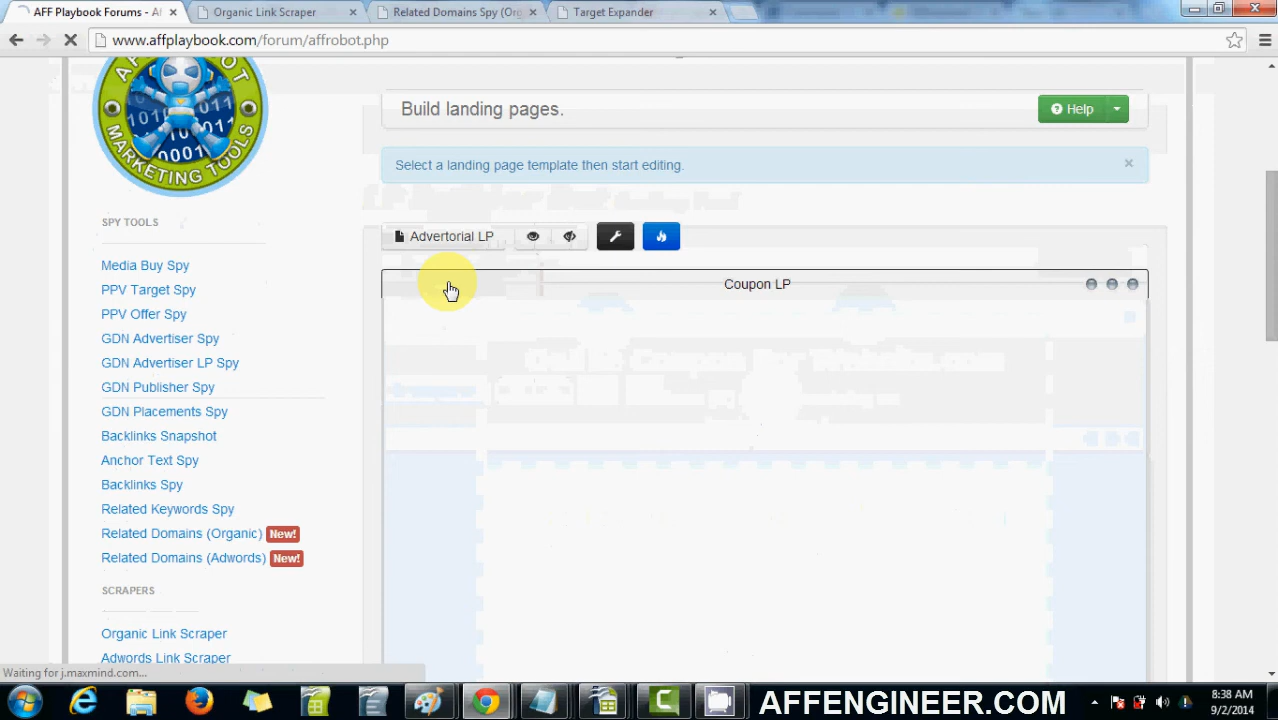 AFF Playbook Forums - Af
Organic Link Scraper
Related Domains Spy (Org
Target Expander
www.affplaybook.com/forum/affrobot.php
MARKETING TOOLS
Build landing pages.
Help
Select a landing page template then start editing.
SPY TOOLS
Advertorial LP
Media Buy Spy
Coupon LP
PPV Target Spy
PPV Offer Spy
GDN Advertiser Spy
GDN Advertiser LP Spy
GDN Publisher Spy
GDN Placements Spy
Backlinks Snapshot
Anchor Text Spy
Backlinks Spy
Related Keywords Spy
Related Domains (Organic) New!
Related Domains (Adwords) New!
SCRAPERS
Organic Link Scraper
Adwords Link Scraper
Waiting for j.maxmind.com...
AFFENGINEER.COM
8:38 AM
9/2/2014